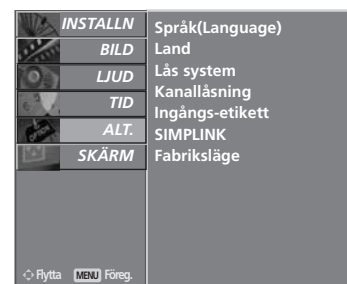 INSTALLN
BILD
LJUD
TID
ALT.
SKÄRM
Språk(Language)
Land
Lås system
Kanallåsning
Ingångs-etikett
SIMPLINK
Fabriksläge
Flytta MENU Föreg.